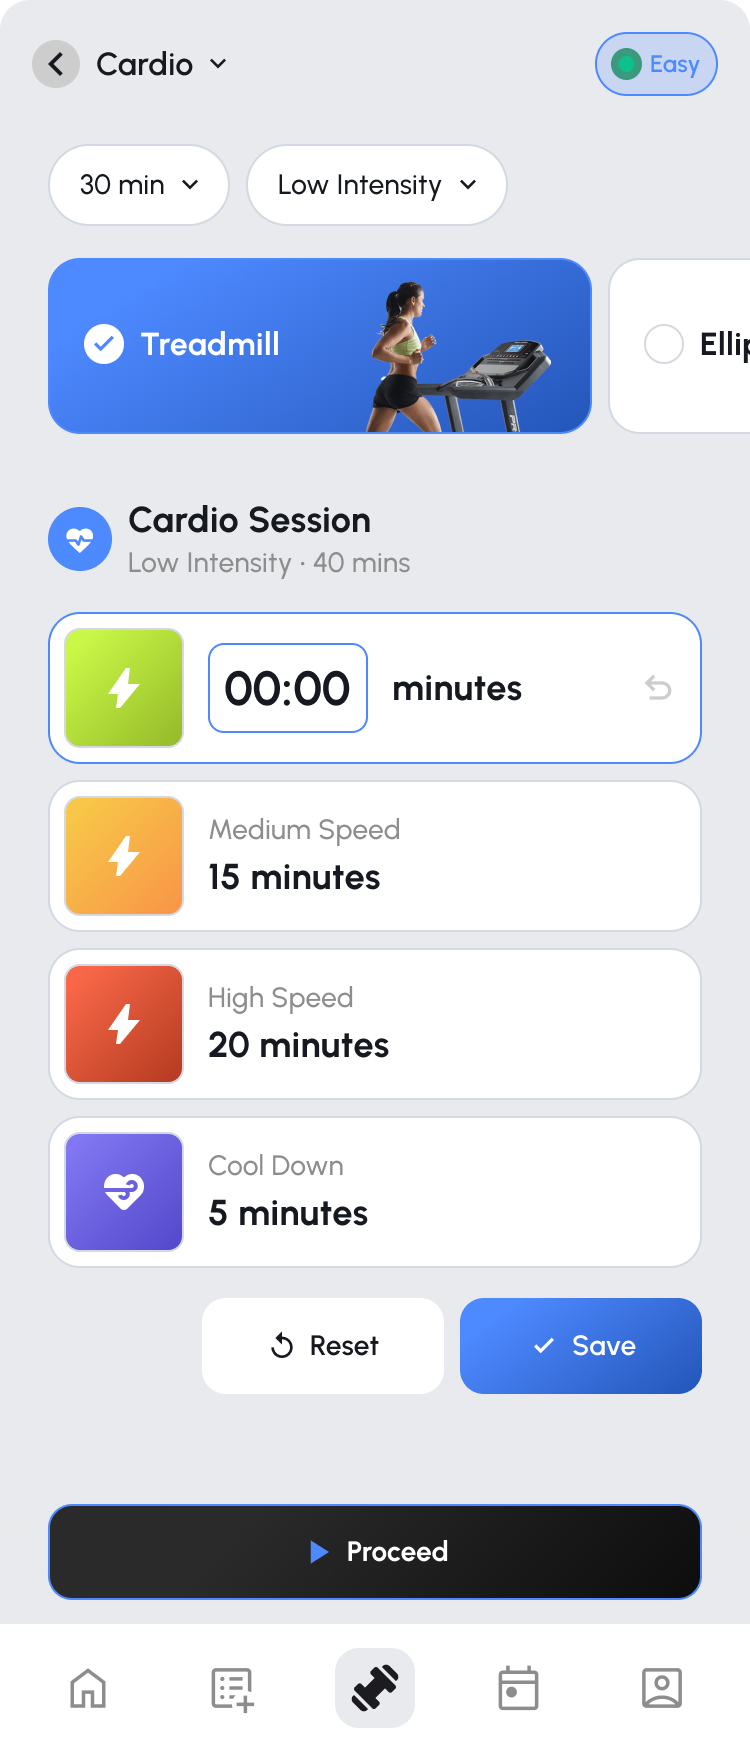 Cardio
Easy
30 min
Low Intensity
Treadmill
Cardio Session
Low Intensity · 40 mins
00:00 minutes
Medium Speed
15 minutes
High Speed
20 minutes
Cool Down
5 minutes
Reset
Save
Proceed